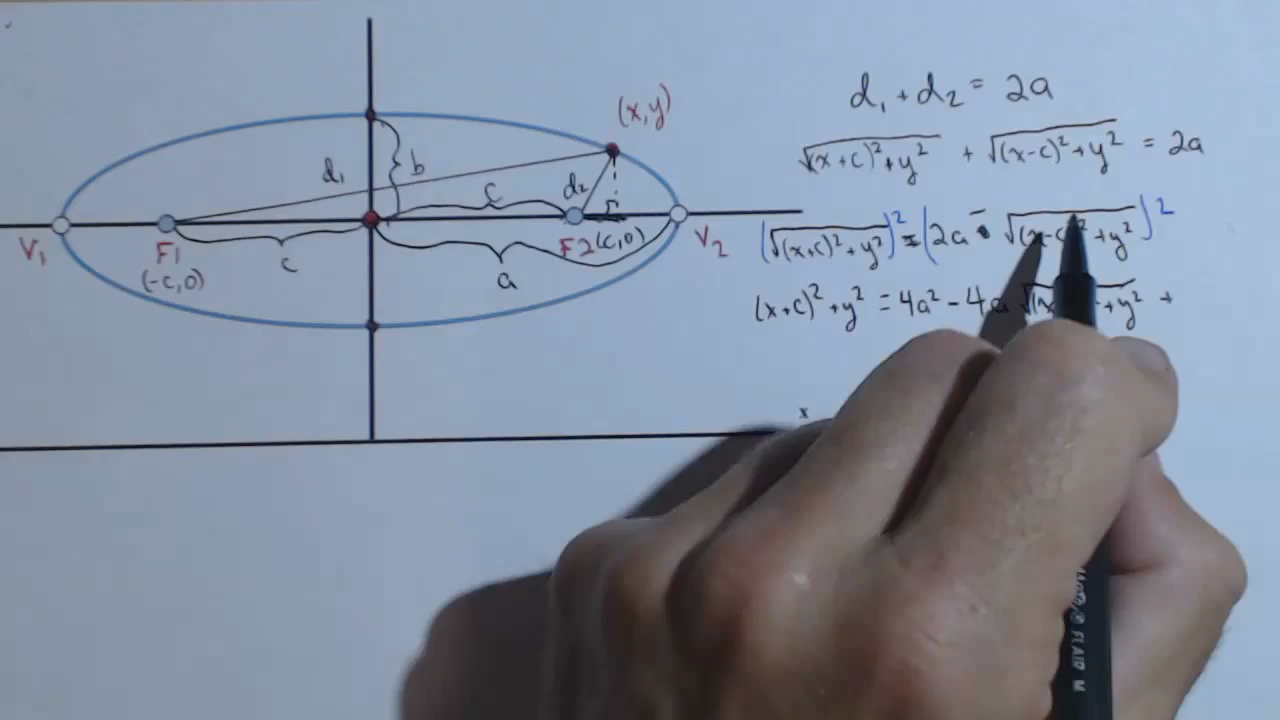 d₁ + d₂ = 2a
√(x+c)²+y² + √(x-c)²+y² = 2a
(√(x+c)²+y²)² = (2a - √(x-c)²+y²)²
(x+c)² + y² = 4a² - 4a √(x +y² +
(x,y)
d₁
b
c
d₂
V₁
F1
(-c,0)
c
a
F2
(c,0)
V₂
x
FLAIR M